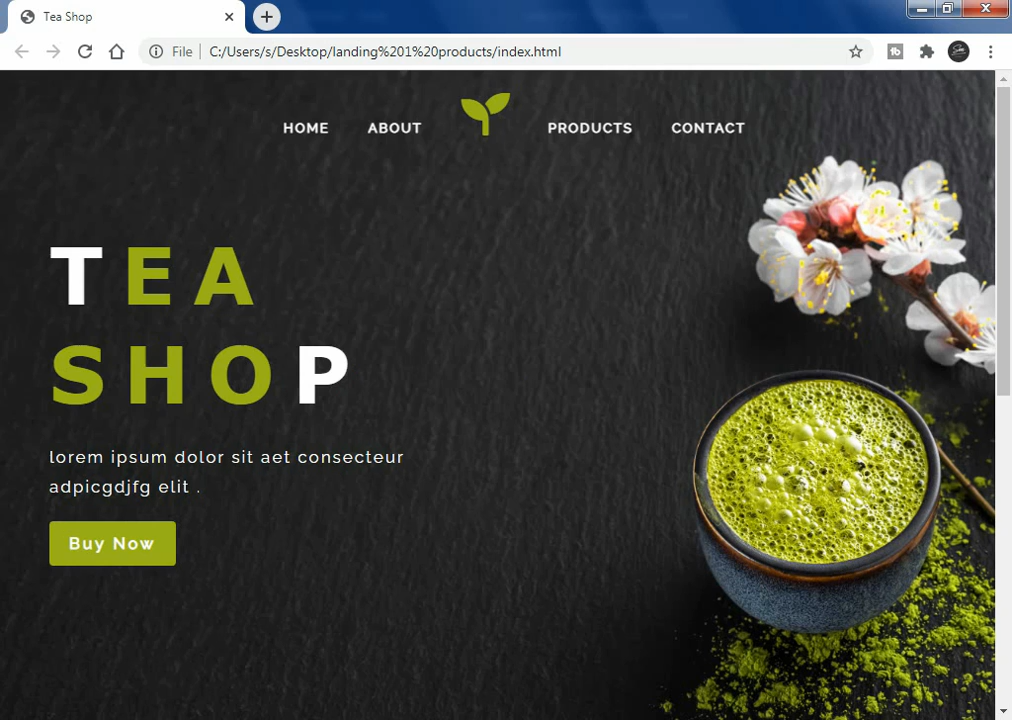 Tea Shop
File C:/Users/s/Desktop/landing%201%20products/index.html
HOME ABOUT PRODUCTS CONTACT
TEA
SHOP
lorem ipsum dolor sit aet consecteur
adpicgdjfg elit .
Buy Now